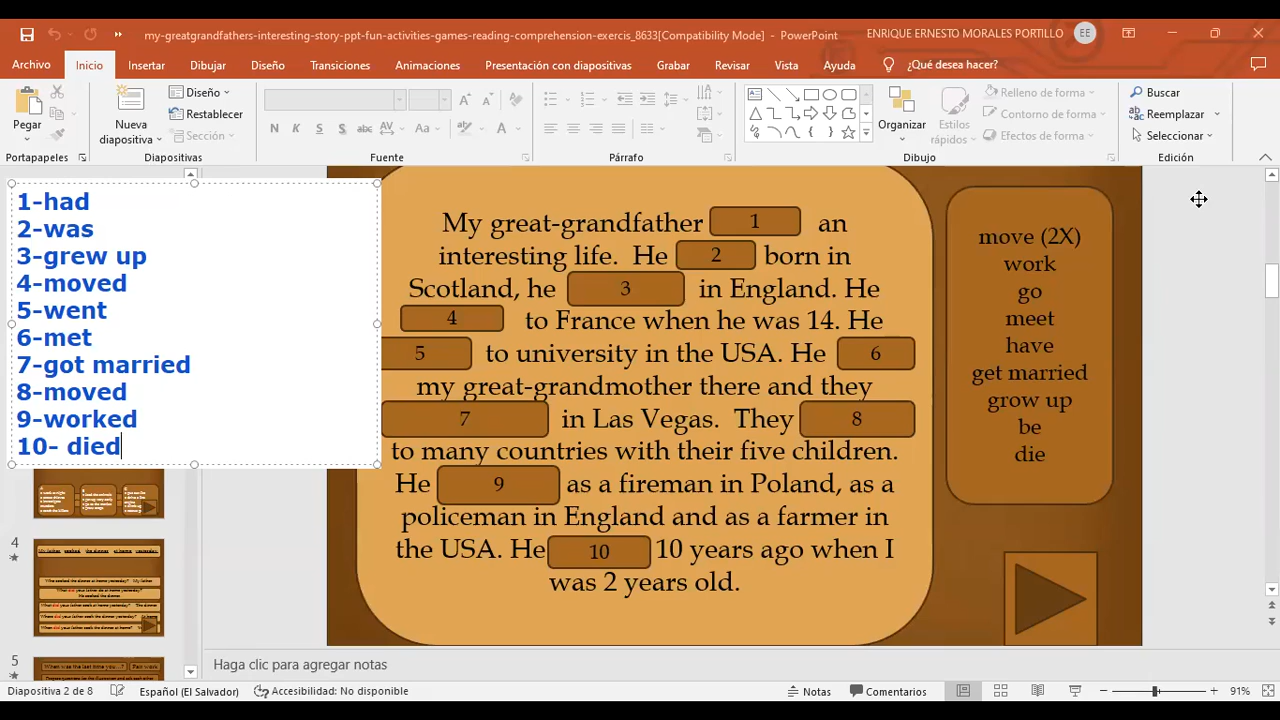 my-greatgrandfathers-interesting-story-ppt-fun-activities-games-reading-comprehension-exercis_8633[Compatibility Mode] - PowerPoint
ENRIQUE ERNESTO MORALES PORTILLO
EE
Archivo Inicio Insertar Dibujar Diseño Transiciones Animaciones Presentación con diapositivas Grabar Revisar Vista Ayuda ¿Qué desea hacer?
Pegar
Nueva diapositiva
Diseño
Restablecer
Sección
N K S S abc AV Aa A
Organizar
Estilos rápidos
Relleno de forma
Contorno de forma
Efectos de forma
Buscar
Reemplazar
Seleccionar
Portapapeles Diapositivas Fuente Párrafo Dibujo Edición
1-had
2-was
3-grew up
4-moved
5-went
6-met
7-got married
8-moved
9-worked
10- died
My great-grandfather 1 an
interesting life. He 2 born in
Scotland, he 3 in England. He
4 to France when he was 14. He
5 to university in the USA. He 6
my great-grandmother there and they
7 in Las Vegas. They 8
to many countries with their five children.
He 9 as a fireman in Poland, as a
policeman in England and as a farmer in
the USA. He 10 10 years ago when I
was 2 years old.
move (2X)
work
go
meet
have
get married
grow up
be
die
4
5
Haga clic para agregar notas
Diapositiva 2 de 8 Español (El Salvador) Accesibilidad: No disponible Notas Comentarios 91%